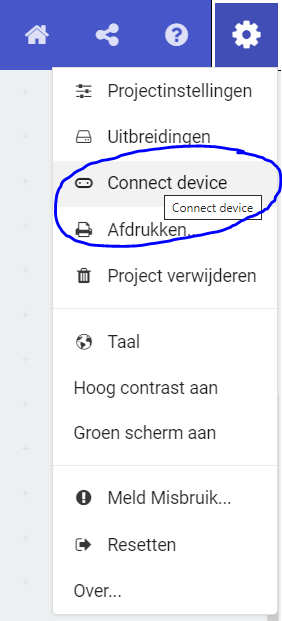 Projectinstellingen
Uitbreidingen
Connect device
Connect device
Afdrukken...
Project verwijderen
Taal
Hoog contrast aan
Groen scherm aan
Meld Misbruik...
Resetten
Over...